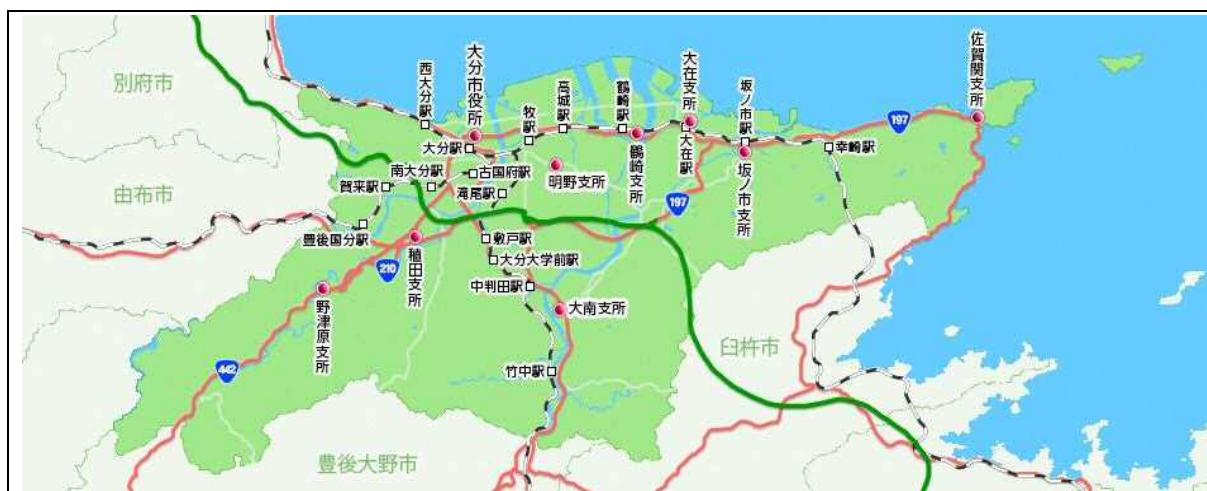 別府市
由布市
豊後大野市
臼杵市
西大分駅
大分市役所
大分駅
牧駅
高城駅
鶴崎駅
鶴崎支所
大在支所
大在駅
坂ノ市駅
坂ノ市支所
佐賀関支所
幸崎駅
197
197
明野支所
古国府駅
南大分駅
賀来駅
滝尾駅
豊後国分駅
稙田支所
210
敷戸駅
大分大学前駅
中判田駅
大南支所
野津原支所
442
竹中駅